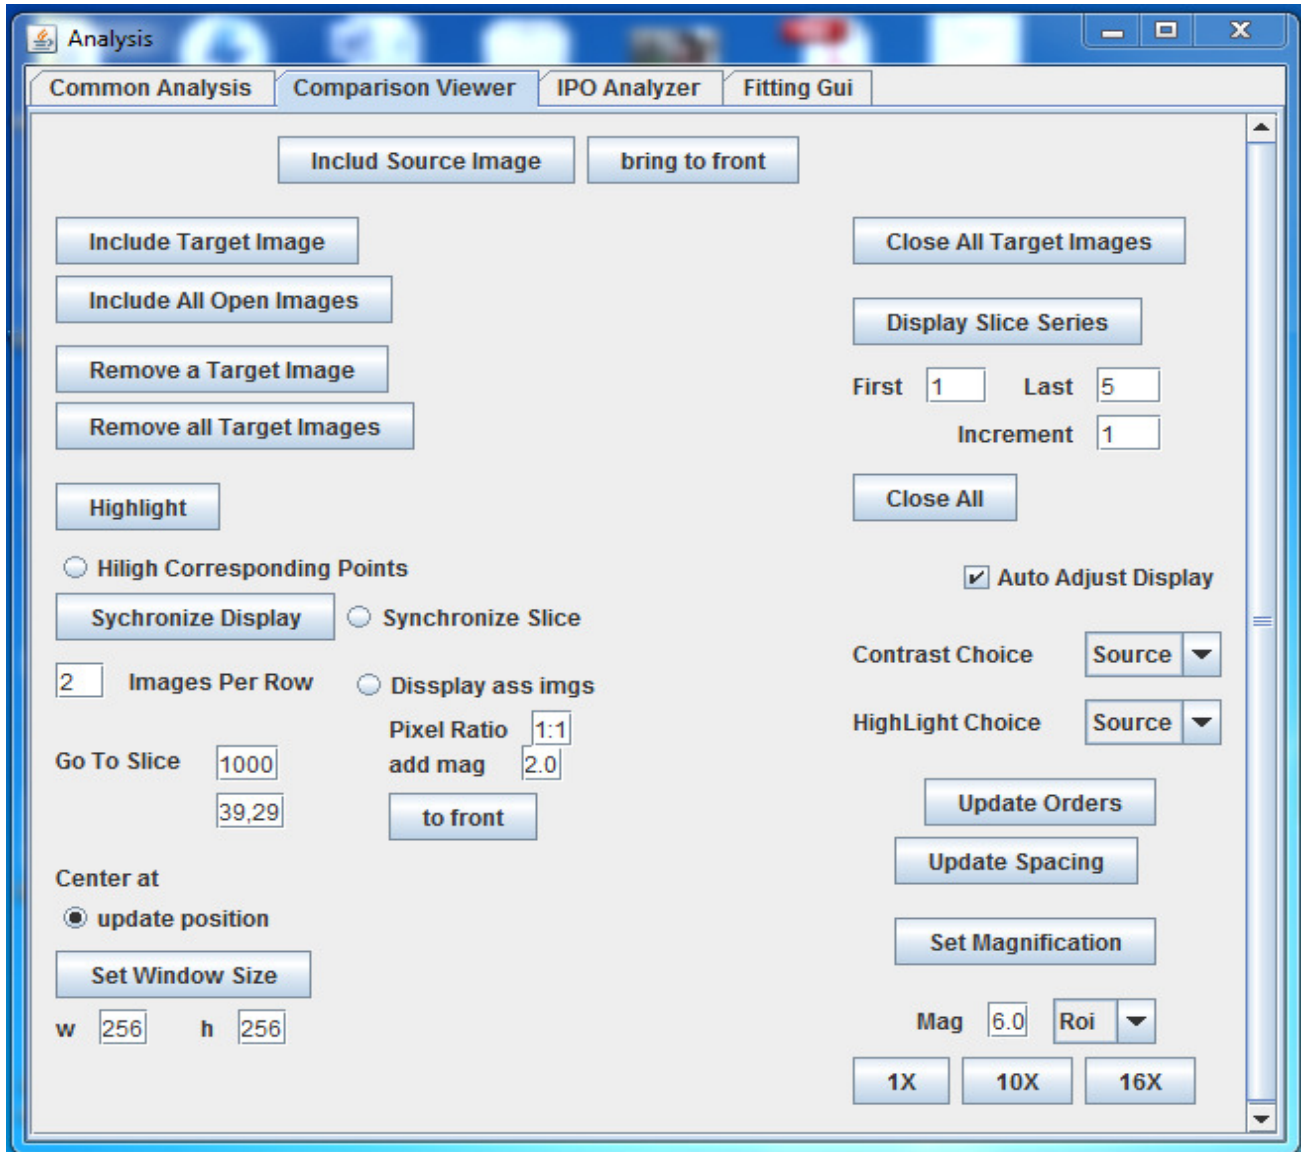 Analysis
Common Analysis Comparison Viewer IPO Analyzer Fitting Gui
Includ Source Image bring to front
Include Target Image Close All Target Images
Include All Open Images
Display Slice Series
Remove a Target Image
First 1 Last 5
Remove all Target Images
Increment 1
Highlight
Close All
Hiligh Corresponding Points
Auto Adjust Display
Sychronize Display Synchronize Slice
Contrast Choice Source
2 Images Per Row Dissplay ass imgs
HighLight Choice Source
Pixel Ratio 1:1
Go To Slice 1000 add mag 2.0
39,29 to front
Update Orders
Update Spacing
Center at
update position
Set Magnification
Set Window Size
w 256 h 256
Mag 6.0 Roi
1X 10X 16X